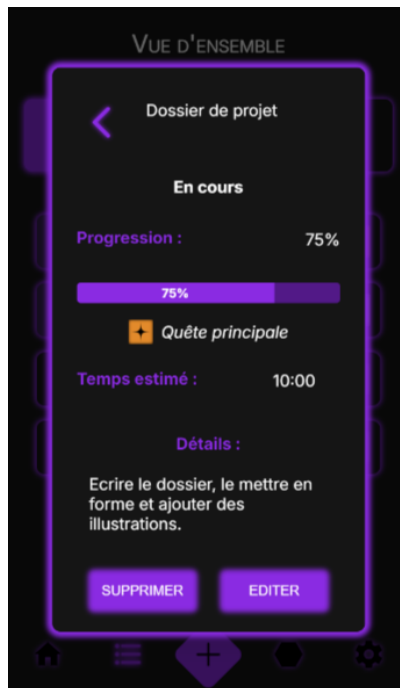 Vue d'ensemble
Dossier de projet
En cours
Progression : 75%
75%
Quête principale
Temps estimé : 10:00
Détails :
Ecrire le dossier, le mettre en
forme et ajouter des
illustrations.
SUPPRIMER EDITER